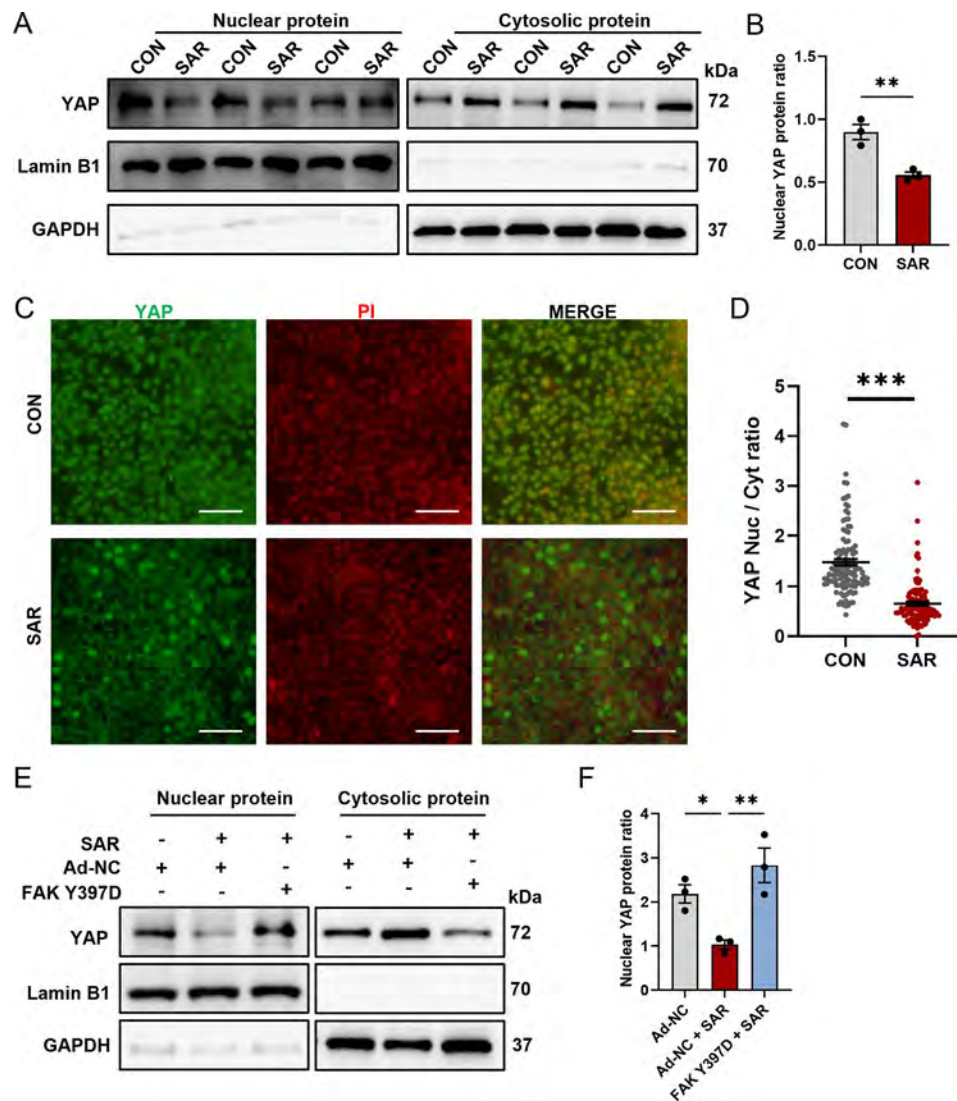 A
Nuclear protein
Cytosolic protein
CON SAR CON SAR CON SAR
CON SAR CON SAR CON SAR
kDa
YAP
72
Lamin B1
70
GAPDH
37
B
**
Nuclear YAP protein ratio
1.5
1.0
0.5
0.0
CON SAR
C
YAP
PI
MERGE
CON
SAR
D
***
YAP Nuc / Cyt ratio
5
4
3
2
1
0
CON SAR
E
Nuclear protein
Cytosolic protein
SAR - + + - + +
Ad-NC + + - + + -
FAK Y397D - - + - - +
kDa
YAP
72
Lamin B1
70
GAPDH
37
F
* **
Nuclear YAP protein ratio
4
3
2
1
0
Ad-NC
Ad-NC + SAR
FAK Y397D + SAR